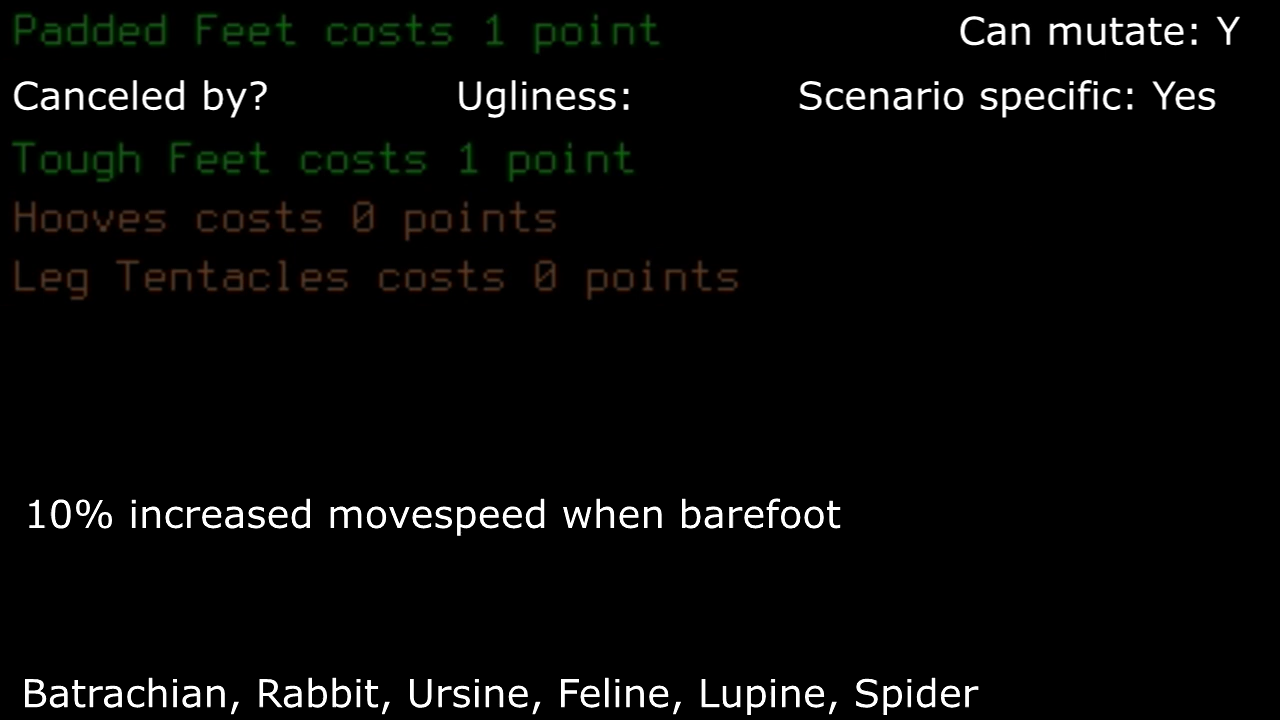 Padded Feet costs 1 point Can mutate: Y
Canceled by? Ugliness: Scenario specific: Yes
Tough Feet costs 1 point
Hooves costs 0 points
Leg Tentacles costs 0 points
10% increased movespeed when barefoot
Batrachian, Rabbit, Ursine, Feline, Lupine, Spider